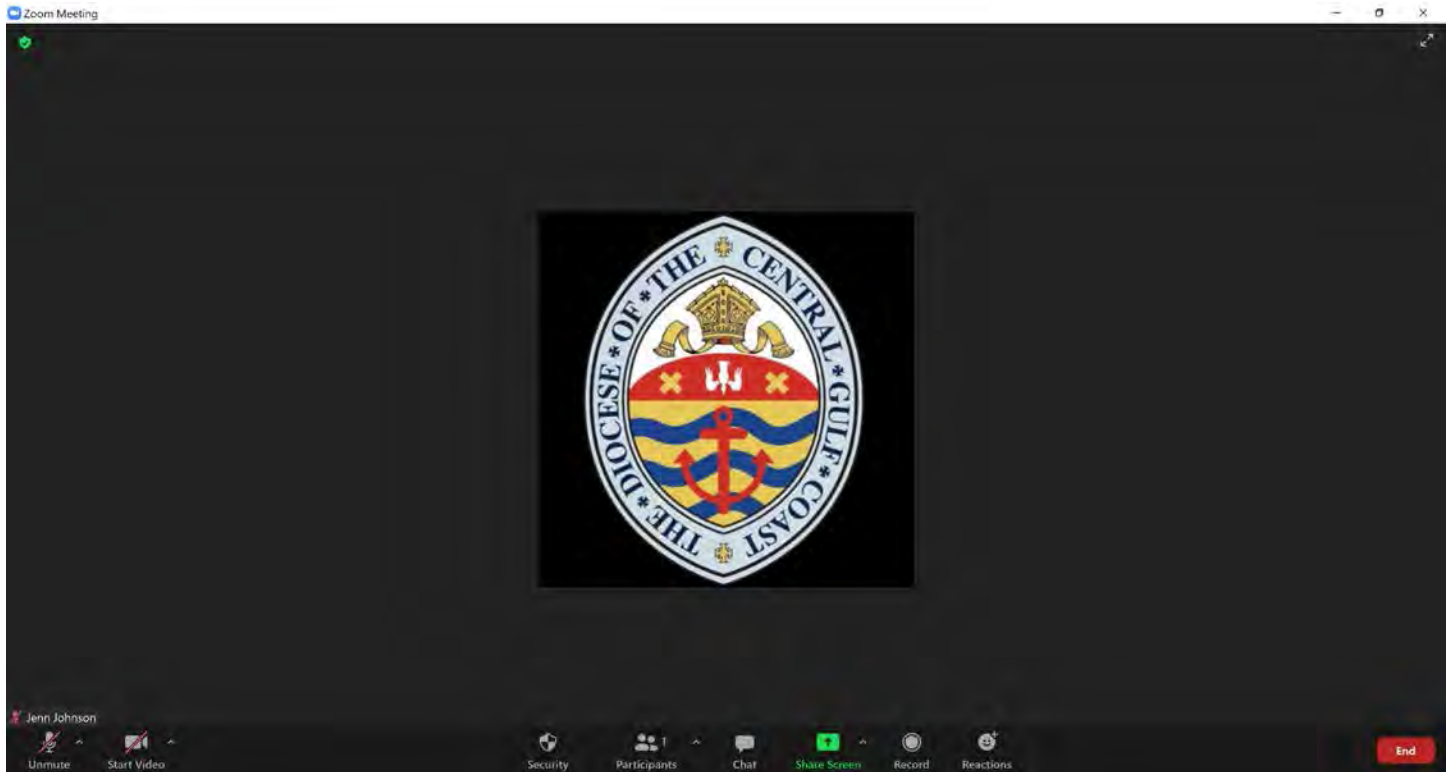 Zoom Meeting
THE DIOCESE OF THE CENTRAL GULF COAST
Jenn Johnson
Unmute
Start Video
Security
1
Participants
Chat
Share Screen
Record
Reactions
End